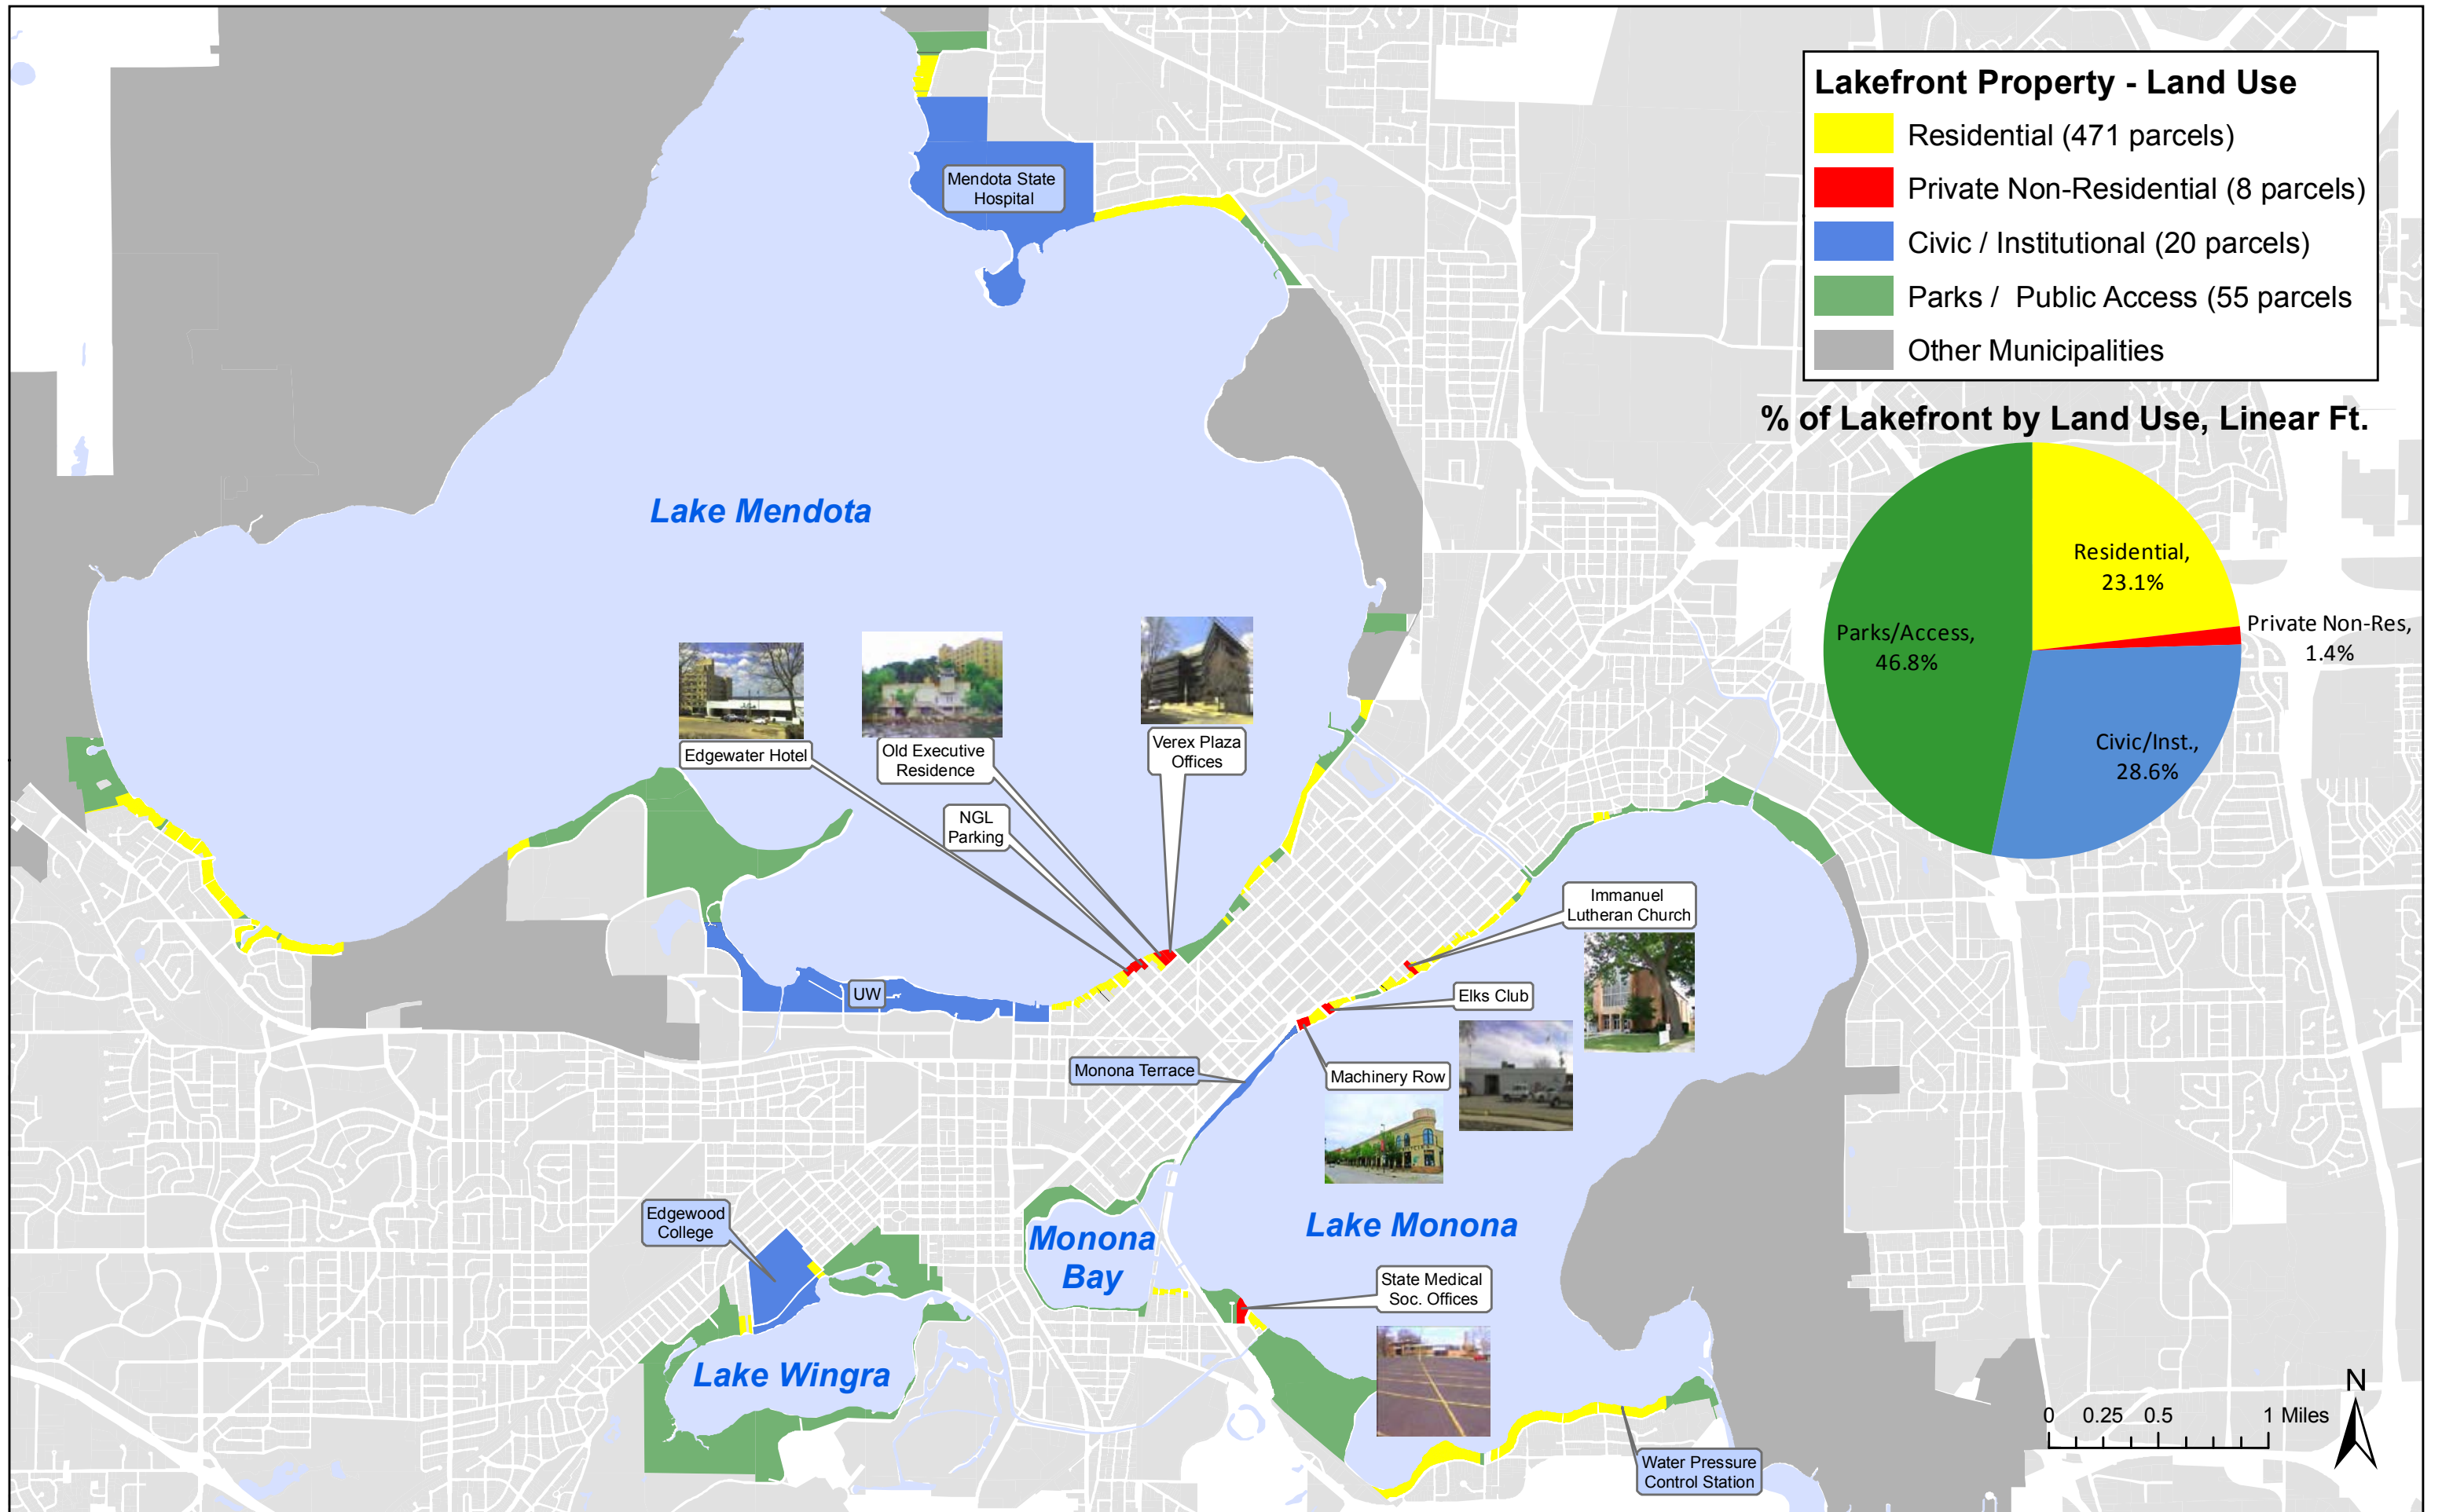 Lakefront Property - Land Use
Residential (471 parcels)
Private Non-Residential (8 parcels)
Civic / Institutional (20 parcels)
Parks /  Public Access (55 parcels
Other Municipalities
% of Lakefront by Land Use, Linear Ft.
Residential,
23.1%
Private Non-Res,
1.4%
Parks/Access,
46.8%
Civic/Inst.,
28.6%
Mendota State
Hospital
Lake Mendota
Edgewater Hotel
Old Executive
Residence
Verex Plaza
Offices
NGL
Parking
UW
Immanuel
Lutheran Church
Elks Club
Monona Terrace
Machinery Row
Edgewood
College
Monona
Bay
Lake Monona
State Medical
Soc. Offices
Lake Wingra
Water Pressure
Control Station
0 0.25 0.5 1 Miles
N